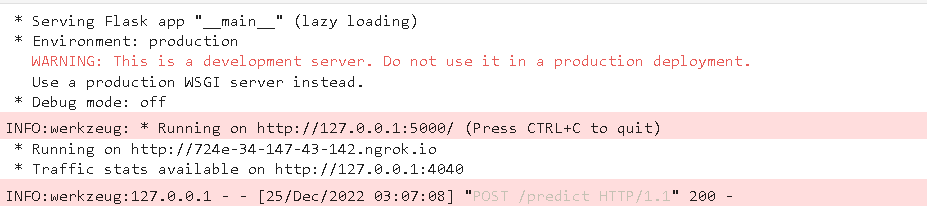 * Serving Flask app "__main__" (lazy loading)
* Environment: production
WARNING: This is a development server. Do not use it in a production deployment.
Use a production WSGI server instead.
* Debug mode: off
INFO:werkzeug: * Running on http://127.0.0.1:5000/ (Press CTRL+C to quit)
* Running on http://724e-34-147-43-142.ngrok.io
* Traffic stats available on http://127.0.0.1:4040
INFO:werkzeug:127.0.0.1 - - [25/Dec/2022 03:07:08] "POST /predict HTTP/1.1" 200 -